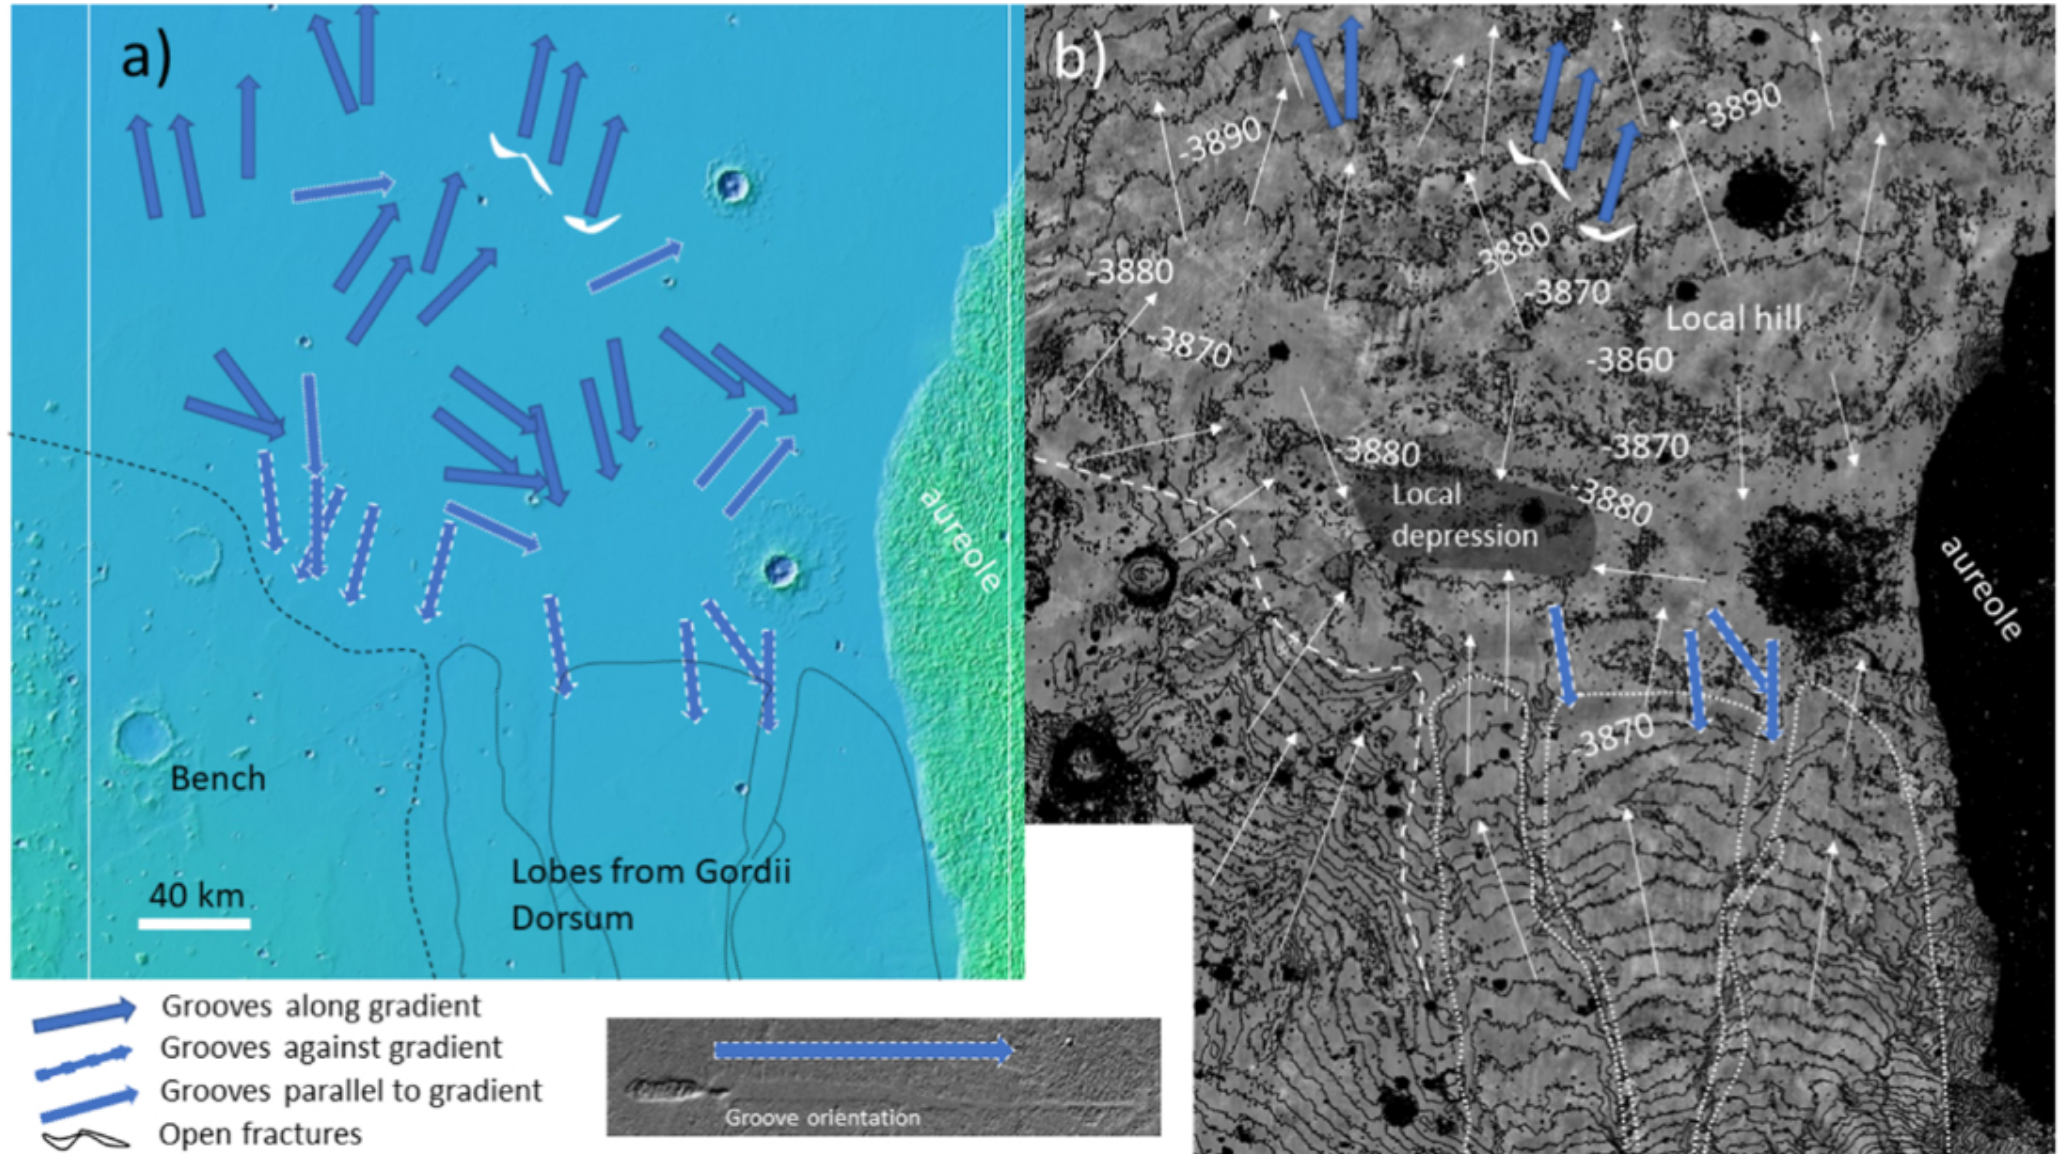 a)
aureole
Bench
40 km
Lobes from Gordii
Dorsum
Grooves along gradient
Grooves against gradient
Grooves parallel to gradient
Open fractures
Groove orientation
b)
-3890
-3890
-3880
-3880
-3870
Local hill
-3870
-3860
-3880
-3870
Local
depression
-3880
aureole
-3870